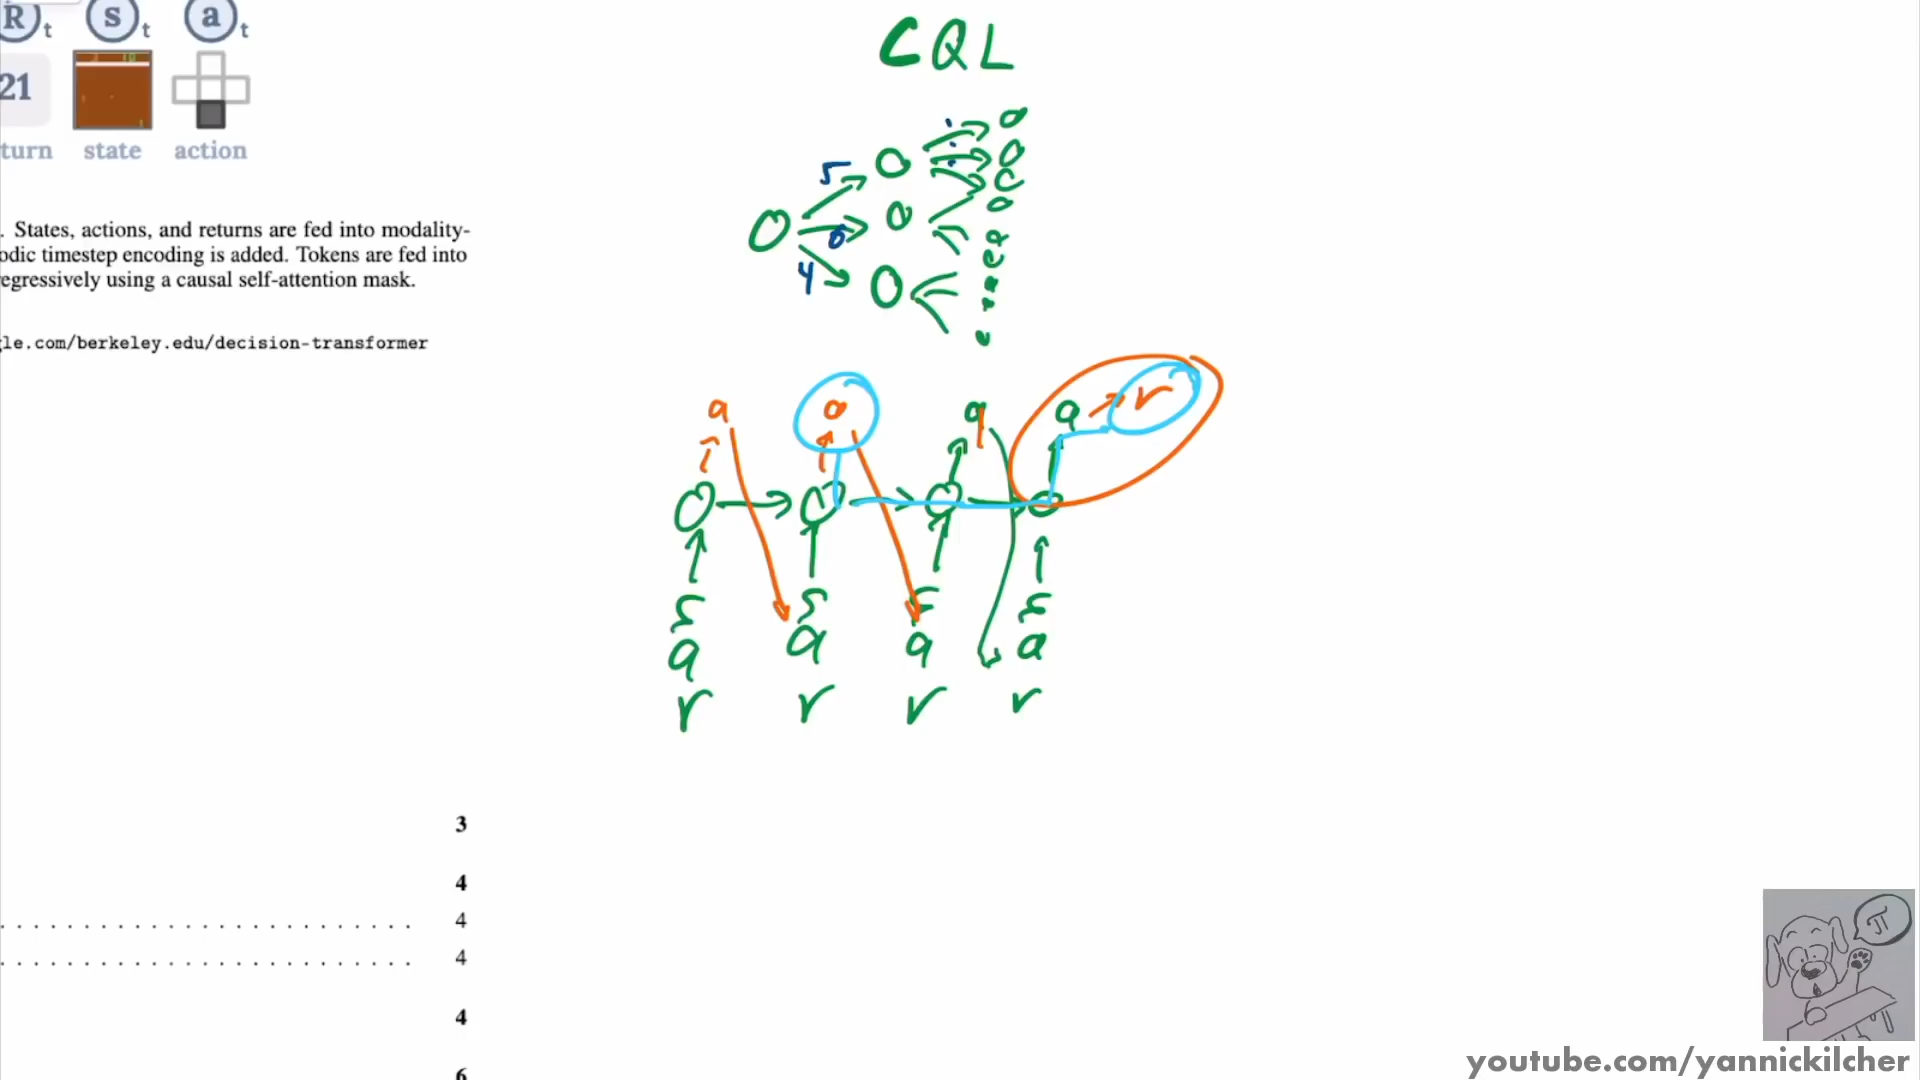 R t s t a t
21
turn state action
. States, actions, and returns are fed into modality-
odic timestep encoding is added. Tokens are fed into
egressively using a causal self-attention mask.
gle.com/berkeley.edu/decision-transformer
CQL
5
0
4
a a a a r
s s s s
a a a a
r r r r
3
4
. . . . . . . . . . . . . . . . . . . . . . . . 4
. . . . . . . . . . . . . . . . . . . . . . . . 4
4
6
π
youtube.com/yannickilcher